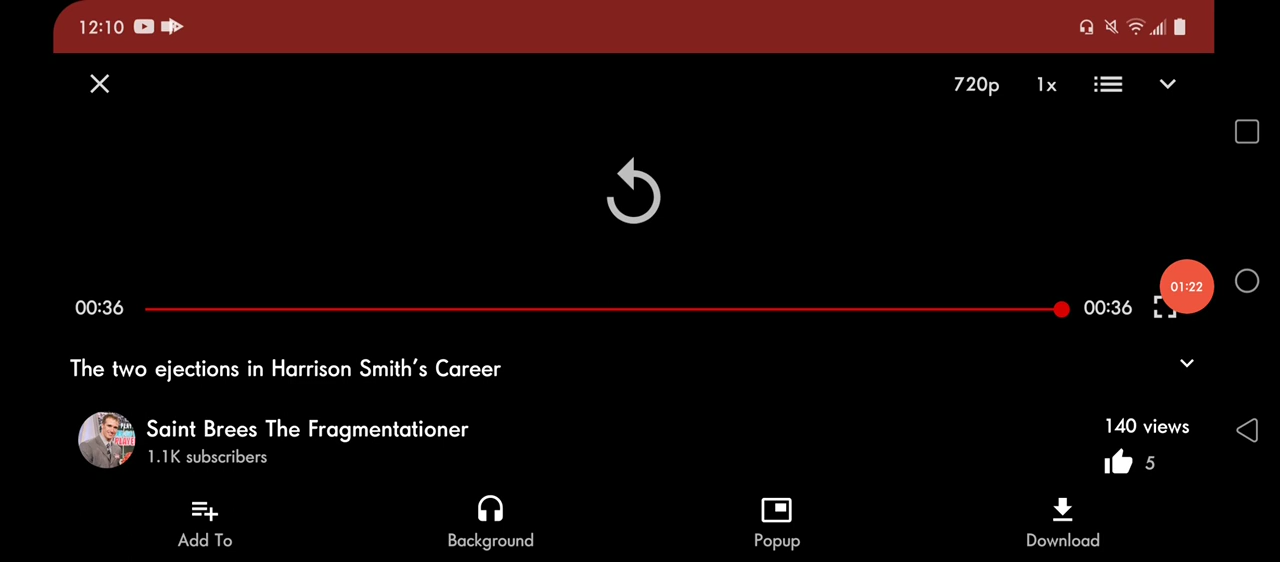 12:10
720p 1x
00:36 00:36 01:22
The two ejections in Harrison Smith's Career
Saint Brees The Fragmentationer
1.1K subscribers
140 views
5
Add To Background Popup Download